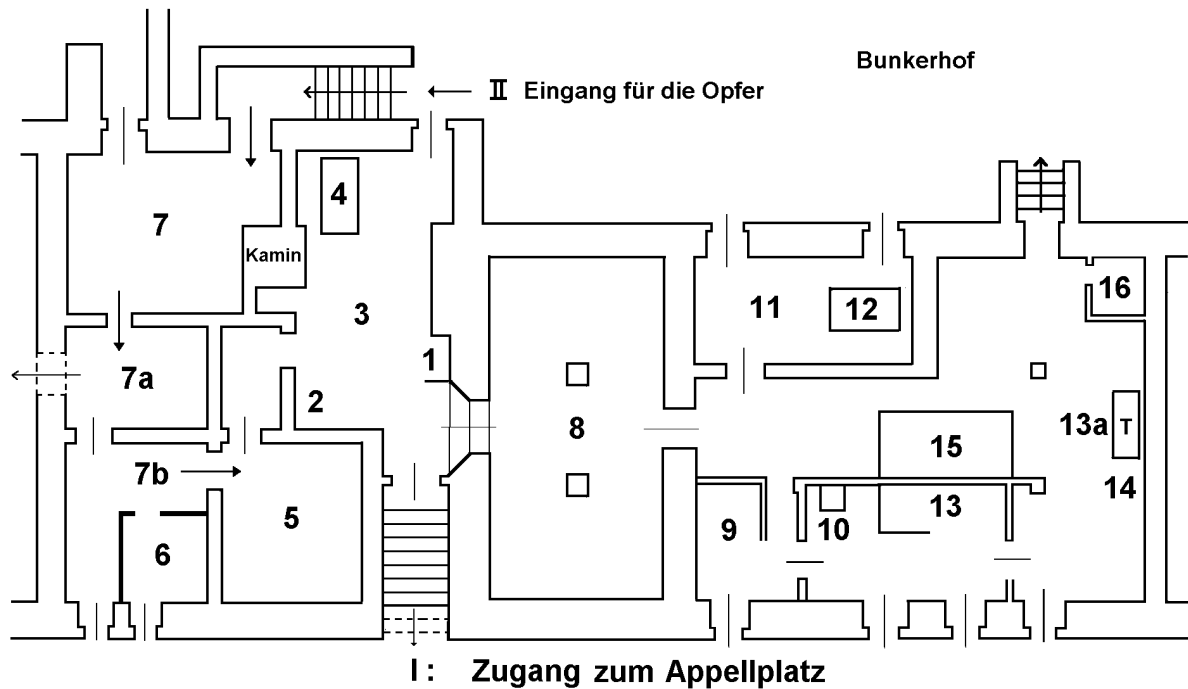 Bunkerhof
II Eingang für die Opfer
4
7
Kamin
16
11
12
3
1
7a
2
13a
T
8
15
7b
14
5
9
10
13
6
I: Zugang zum Appellplatz